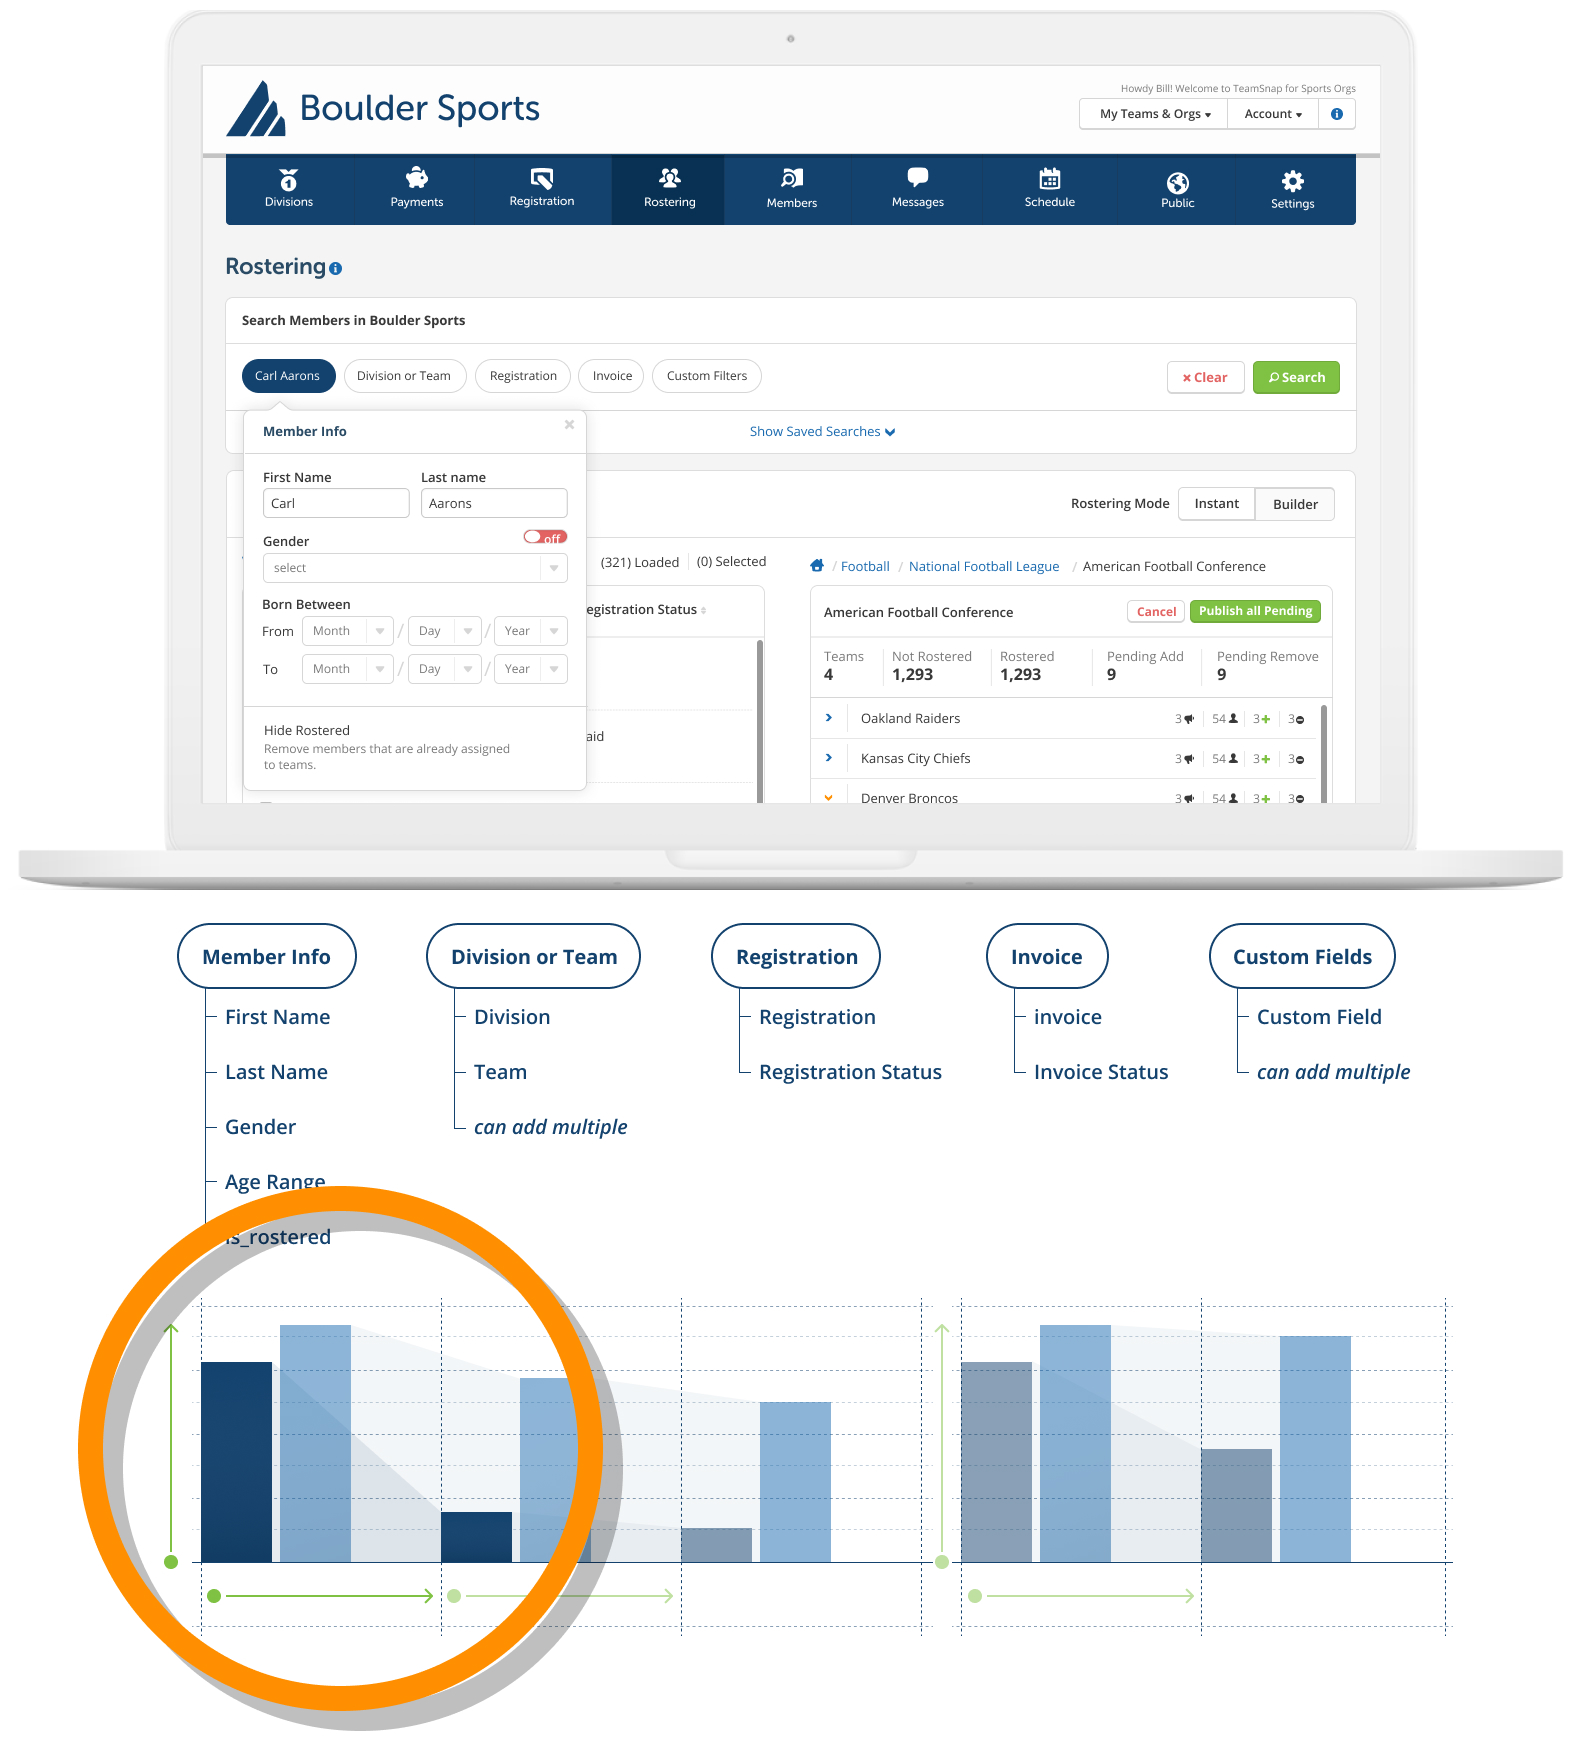 Boulder Sports
Howdy Bill! Welcome to TeamSnap for Sports Orgs
My Teams & Orgs
Account
Divisions
Payments
Registration
Rostering
Members
Messages
Schedule
Public
Settings
Rostering
Search Members in Boulder Sports
Carl Aarons
Division or Team
Registration
Invoice
Custom Filters
Clear
Search
Show Saved Searches
Member Info
First Name
Last name
Carl
Aarons
Gender
off
select
Born Between
From
Month / Day / Year
To
Month / Day / Year
Hide Rostered
Remove members that are already assigned
to teams.
Rostering Mode
Instant
Builder
(321) Loaded
(0) Selected
egistration Status
aid
/ Football / National Football League / American Football Conference
American Football Conference
Cancel
Publish all Pending
Teams
4
Not Rostered
1,293
Rostered
1,293
Pending Add
9
Pending Remove
9
Oakland Raiders 3 54 3 3
Kansas City Chiefs 3 54 3 3
Denver Broncos 3 54 3 3
Member Info
First Name
Last Name
Gender
Age Range
is_rostered
Division or Team
Division
Team
can add multiple
Registration
Registration
Registration Status
Invoice
invoice
Invoice Status
Custom Fields
Custom Field
can add multiple